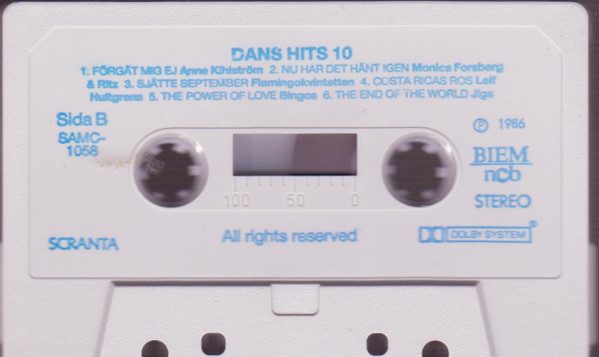 DANS HITS 10
1. FÖRGÄT MIG EJ Anne Kihlström 2. NU HAR DET HÄNT IGEN Monica Forsberg
& Ritz 3. SJÄTTE SEPTEMBER Flamingokvintetten 4. COSTA RICAS ROS Leif
Hultgrens 5. THE POWER OF LOVE Bingos 6. THE END OF THE WORLD Jigs
Sida B
SAMC-
1058
℗ 1986
BIEM
ncb
STEREO
100 50 0
SCRANTA
All rights reserved
DOLBY SYSTEM®